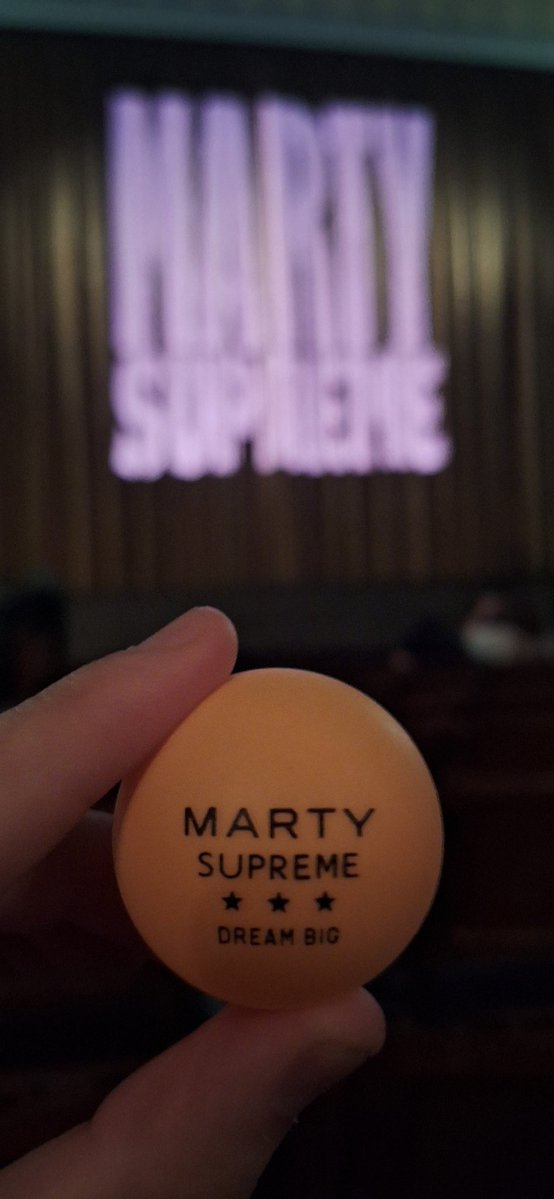 MARTY
SUPREME
MARTY
SUPREME
★ ★ ★
DREAM BIG